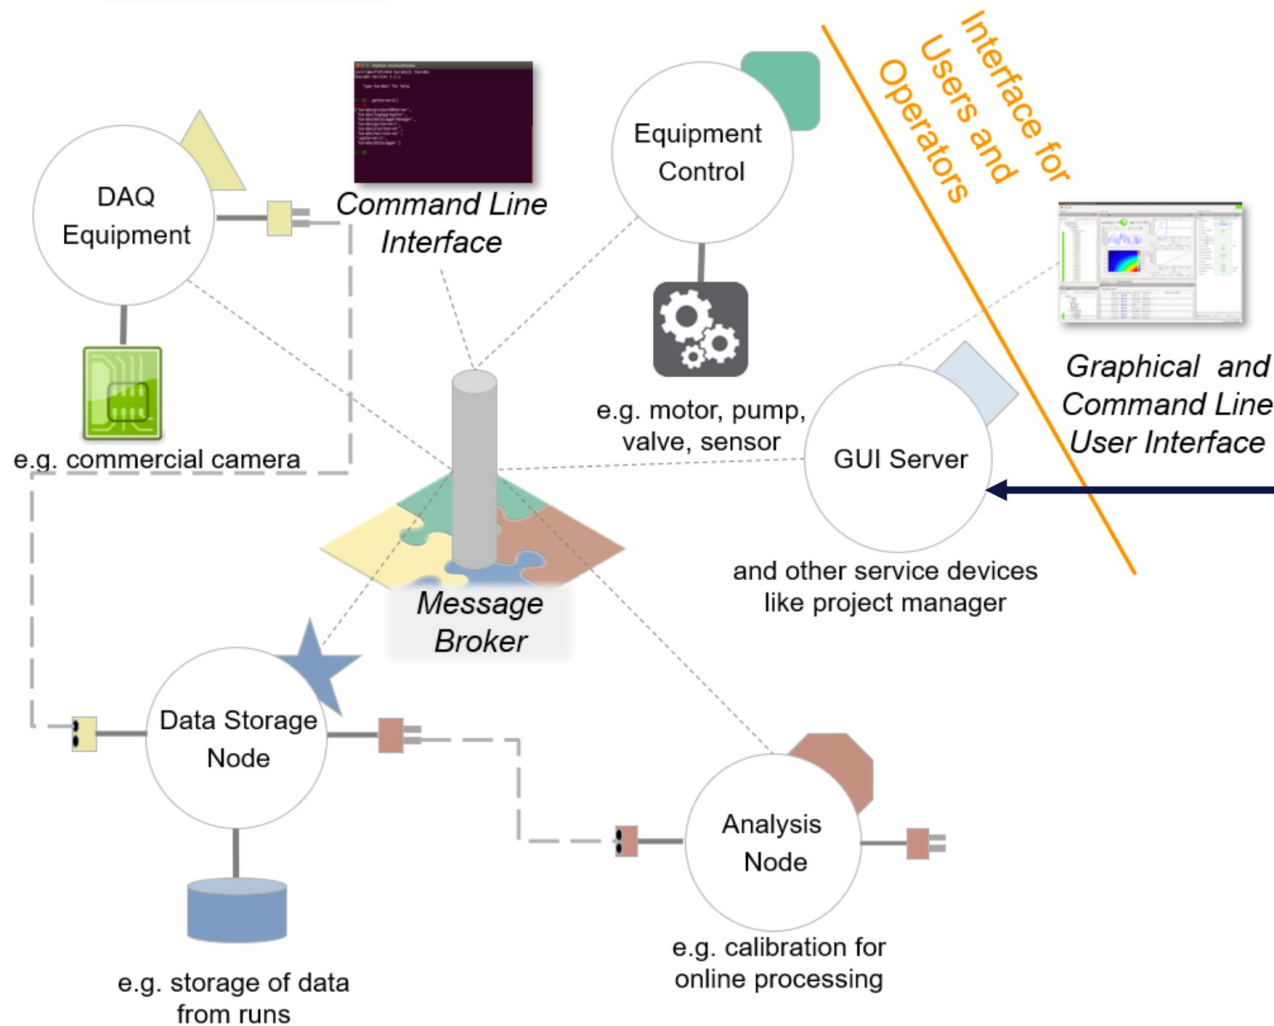 Interface for
Users and
Operators
DAQ
Equipment
Command Line
Interface
Equipment
Control
e.g. commercial camera
e.g. motor, pump,
valve, sensor
Graphical and
Command Line
User Interface
GUI Server
and other service devices
like project manager
Message
Broker
Data Storage
Node
Analysis
Node
e.g. storage of data
from runs
e.g. calibration for
online processing